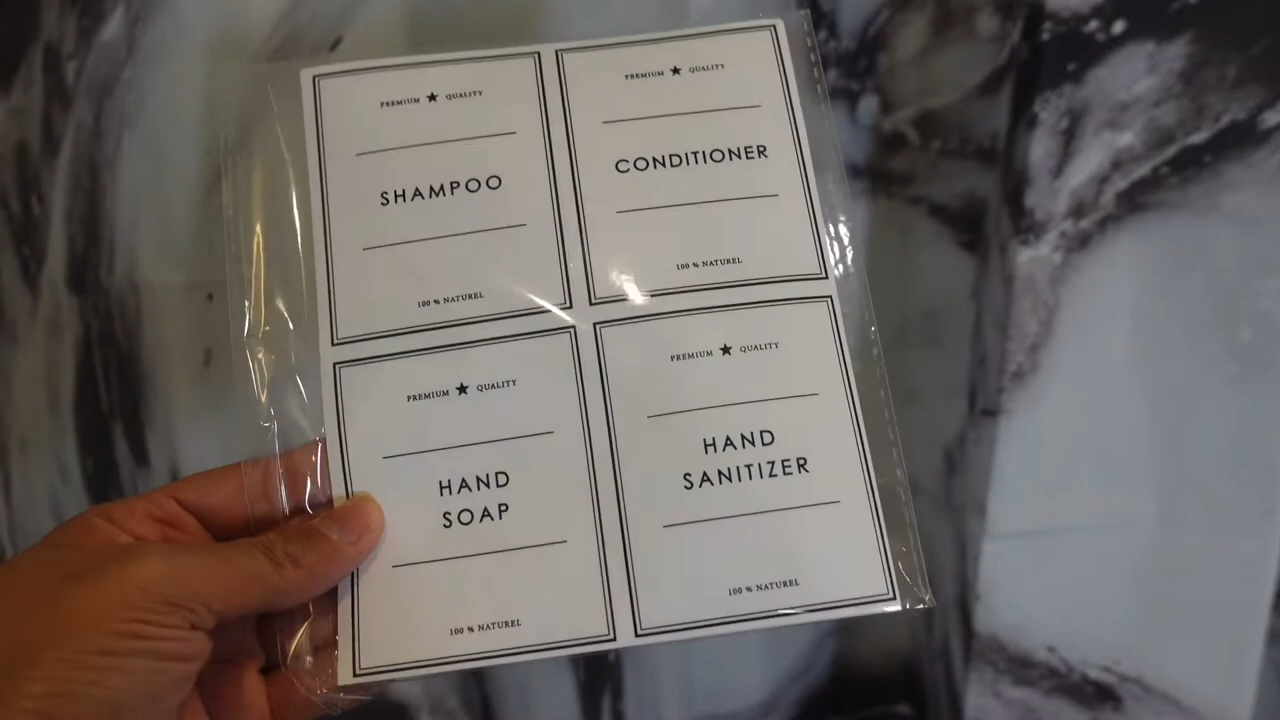 PREMIUM ★ QUALITY
SHAMPOO
100 % NATUREL
PREMIUM ★ QUALITY
CONDITIONER
100 % NATUREL
PREMIUM ★ QUALITY
HAND
SOAP
100 % NATUREL
PREMIUM ★ QUALITY
HAND
SANITIZER
100 % NATUREL